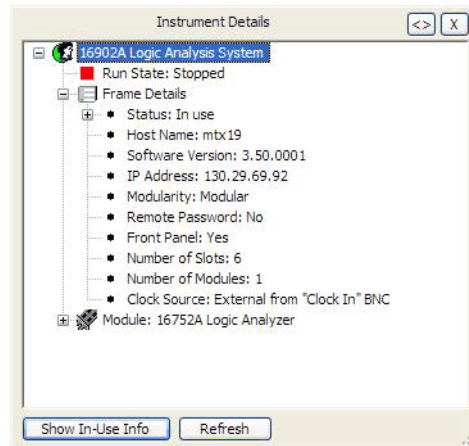 Instrument Details
<> X
16902A Logic Analysis System
Run State: Stopped
Frame Details
Status: In use
Host Name: mtx19
Software Version: 3.50.0001
IP Address: 130.29.69.92
Modularity: Modular
Remote Password: No
Front Panel: Yes
Number of Slots: 6
Number of Modules: 1
Clock Source: External from "Clock In" BNC
Module: 16752A Logic Analyzer
Show In-Use Info Refresh